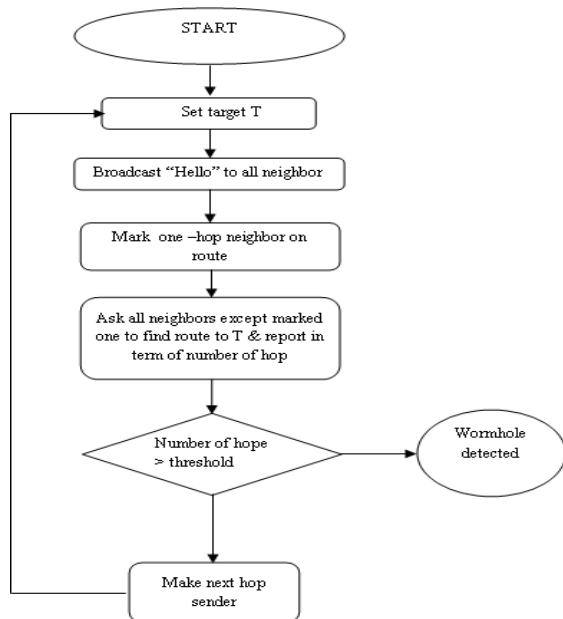 START
Set target T
Broadcast “Hello” to all neighbor
Mark one –hop neighbor on
route
Ask all neighbors except marked
one to find route to T & report in
term of number of hop
Number of hope
> threshold
Wormhole
detected
Make next hop
sender